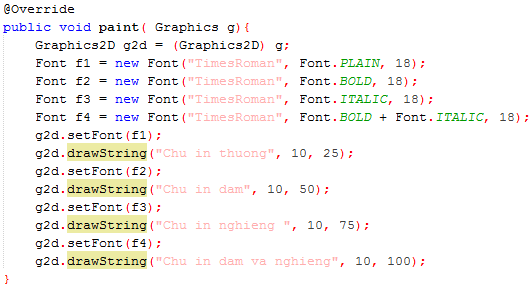 @Override
public void paint( Graphics g){
    Graphics2D g2d = (Graphics2D) g;
    Font f1 = new Font("TimesRoman", Font.PLAIN, 18);
    Font f2 = new Font("TimesRoman", Font.BOLD, 18);
    Font f3 = new Font("TimesRoman", Font.ITALIC, 18);
    Font f4 = new Font("TimesRoman", Font.BOLD + Font.ITALIC, 18);
    g2d.setFont(f1);
    g2d.drawString("Chu in thuong", 10, 25);
    g2d.setFont(f2);
    g2d.drawString("Chu in dam", 10, 50);
    g2d.setFont(f3);
    g2d.drawString("Chu in nghieng ", 10, 75);
    g2d.setFont(f4);
    g2d.drawString("Chu in dam va nghieng", 10, 100);
}